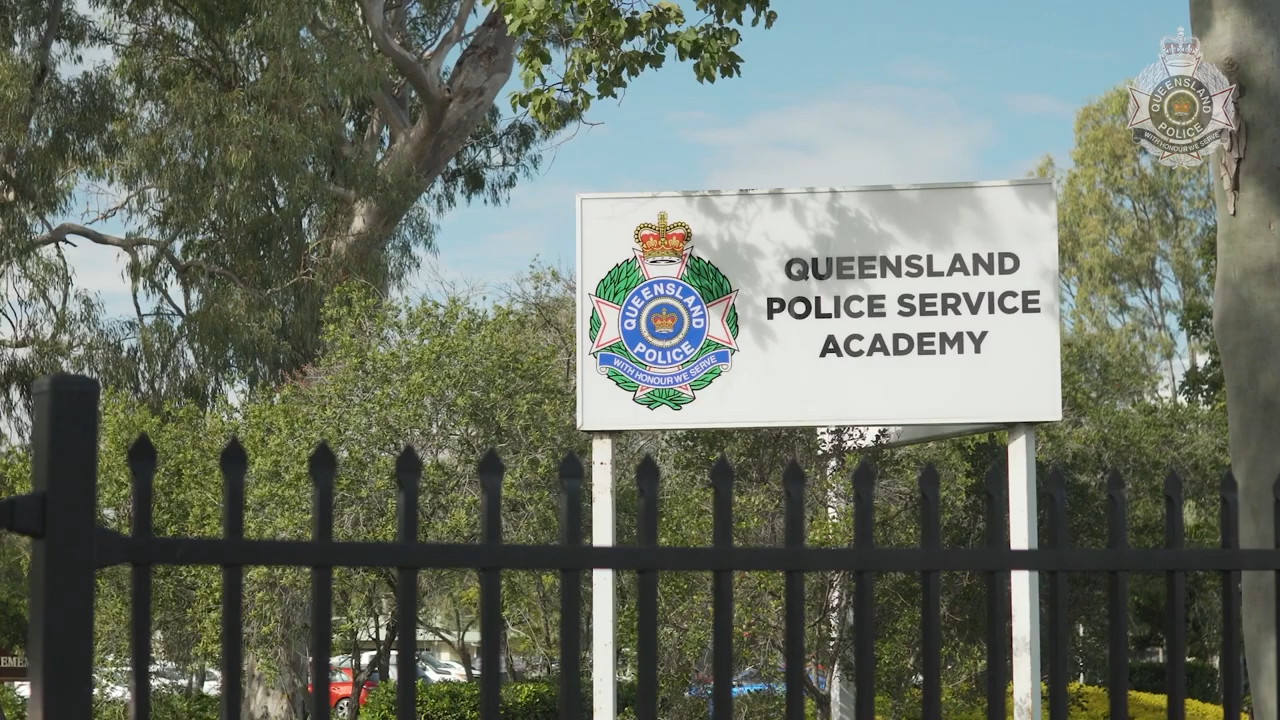 QUEENSLAND
POLICE
WITH HONOUR WE SERVE
QUEENSLAND
POLICE SERVICE
ACADEMY
QUEENSLAND
POLICE
WITH HONOUR WE SERVE